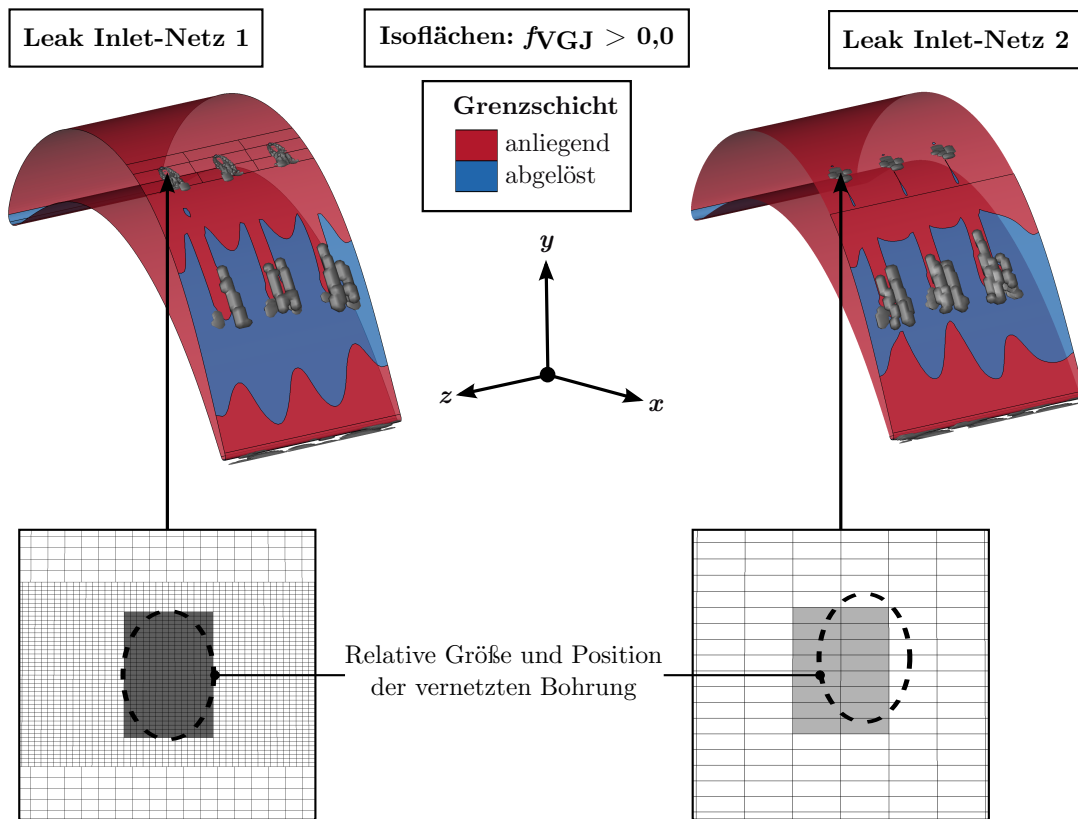 Leak Inlet-Netz 1
Isoflächen: fVGJ > 0,0
Leak Inlet-Netz 2
Grenzschicht
anliegend
abgelöst
y
z
x
Relative Größe und Position
der vernetzten Bohrung